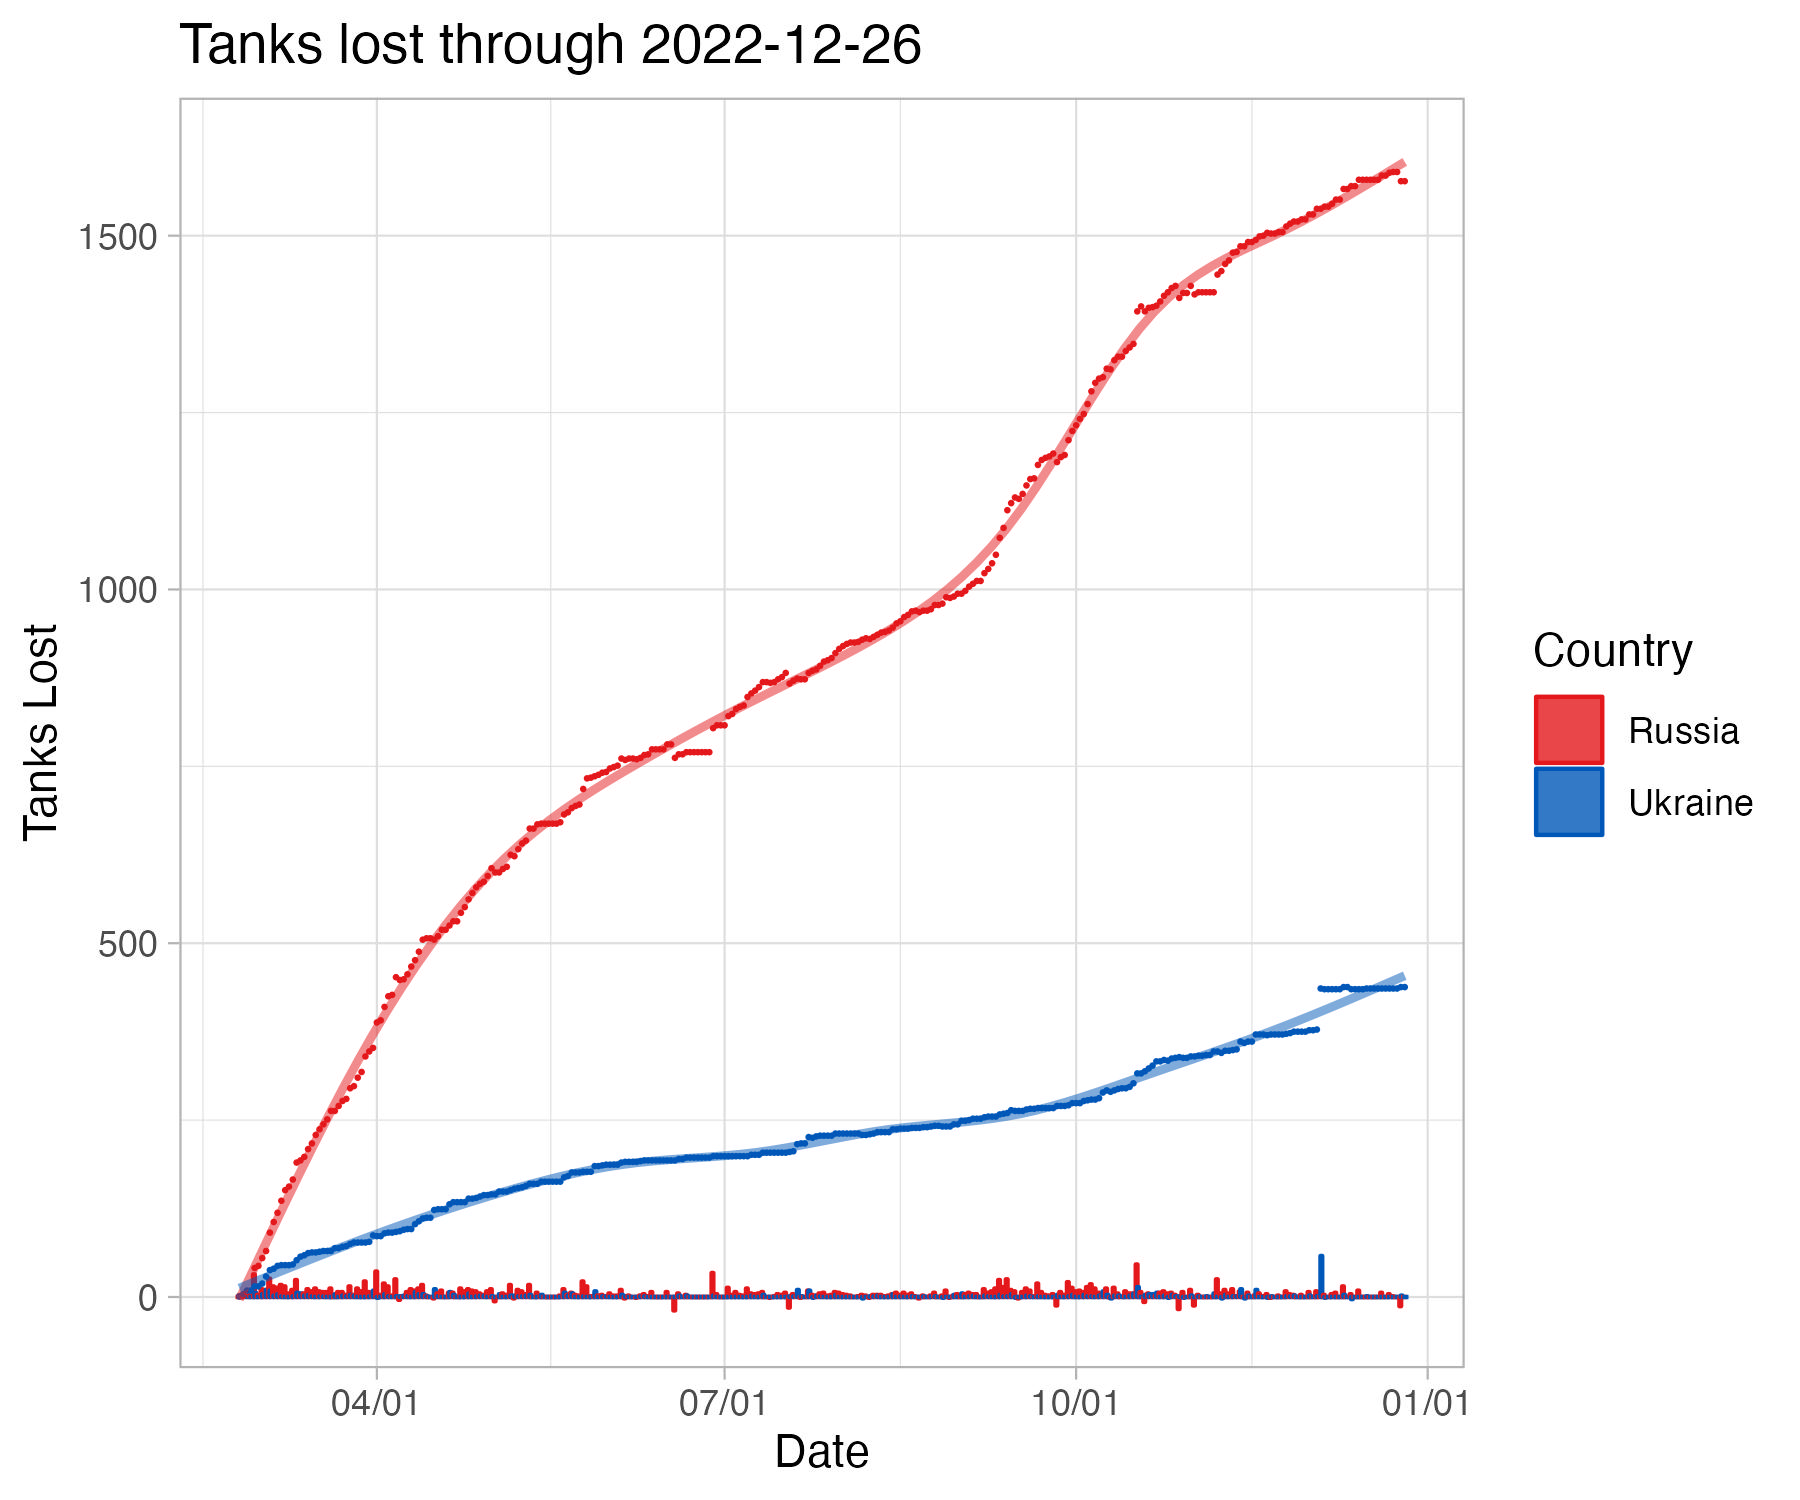 Tanks lost through 2022-12-26
Tanks Lost
1500
1000
500
0
04/01
07/01
10/01
01/01
Date
Country
Russia
Ukraine